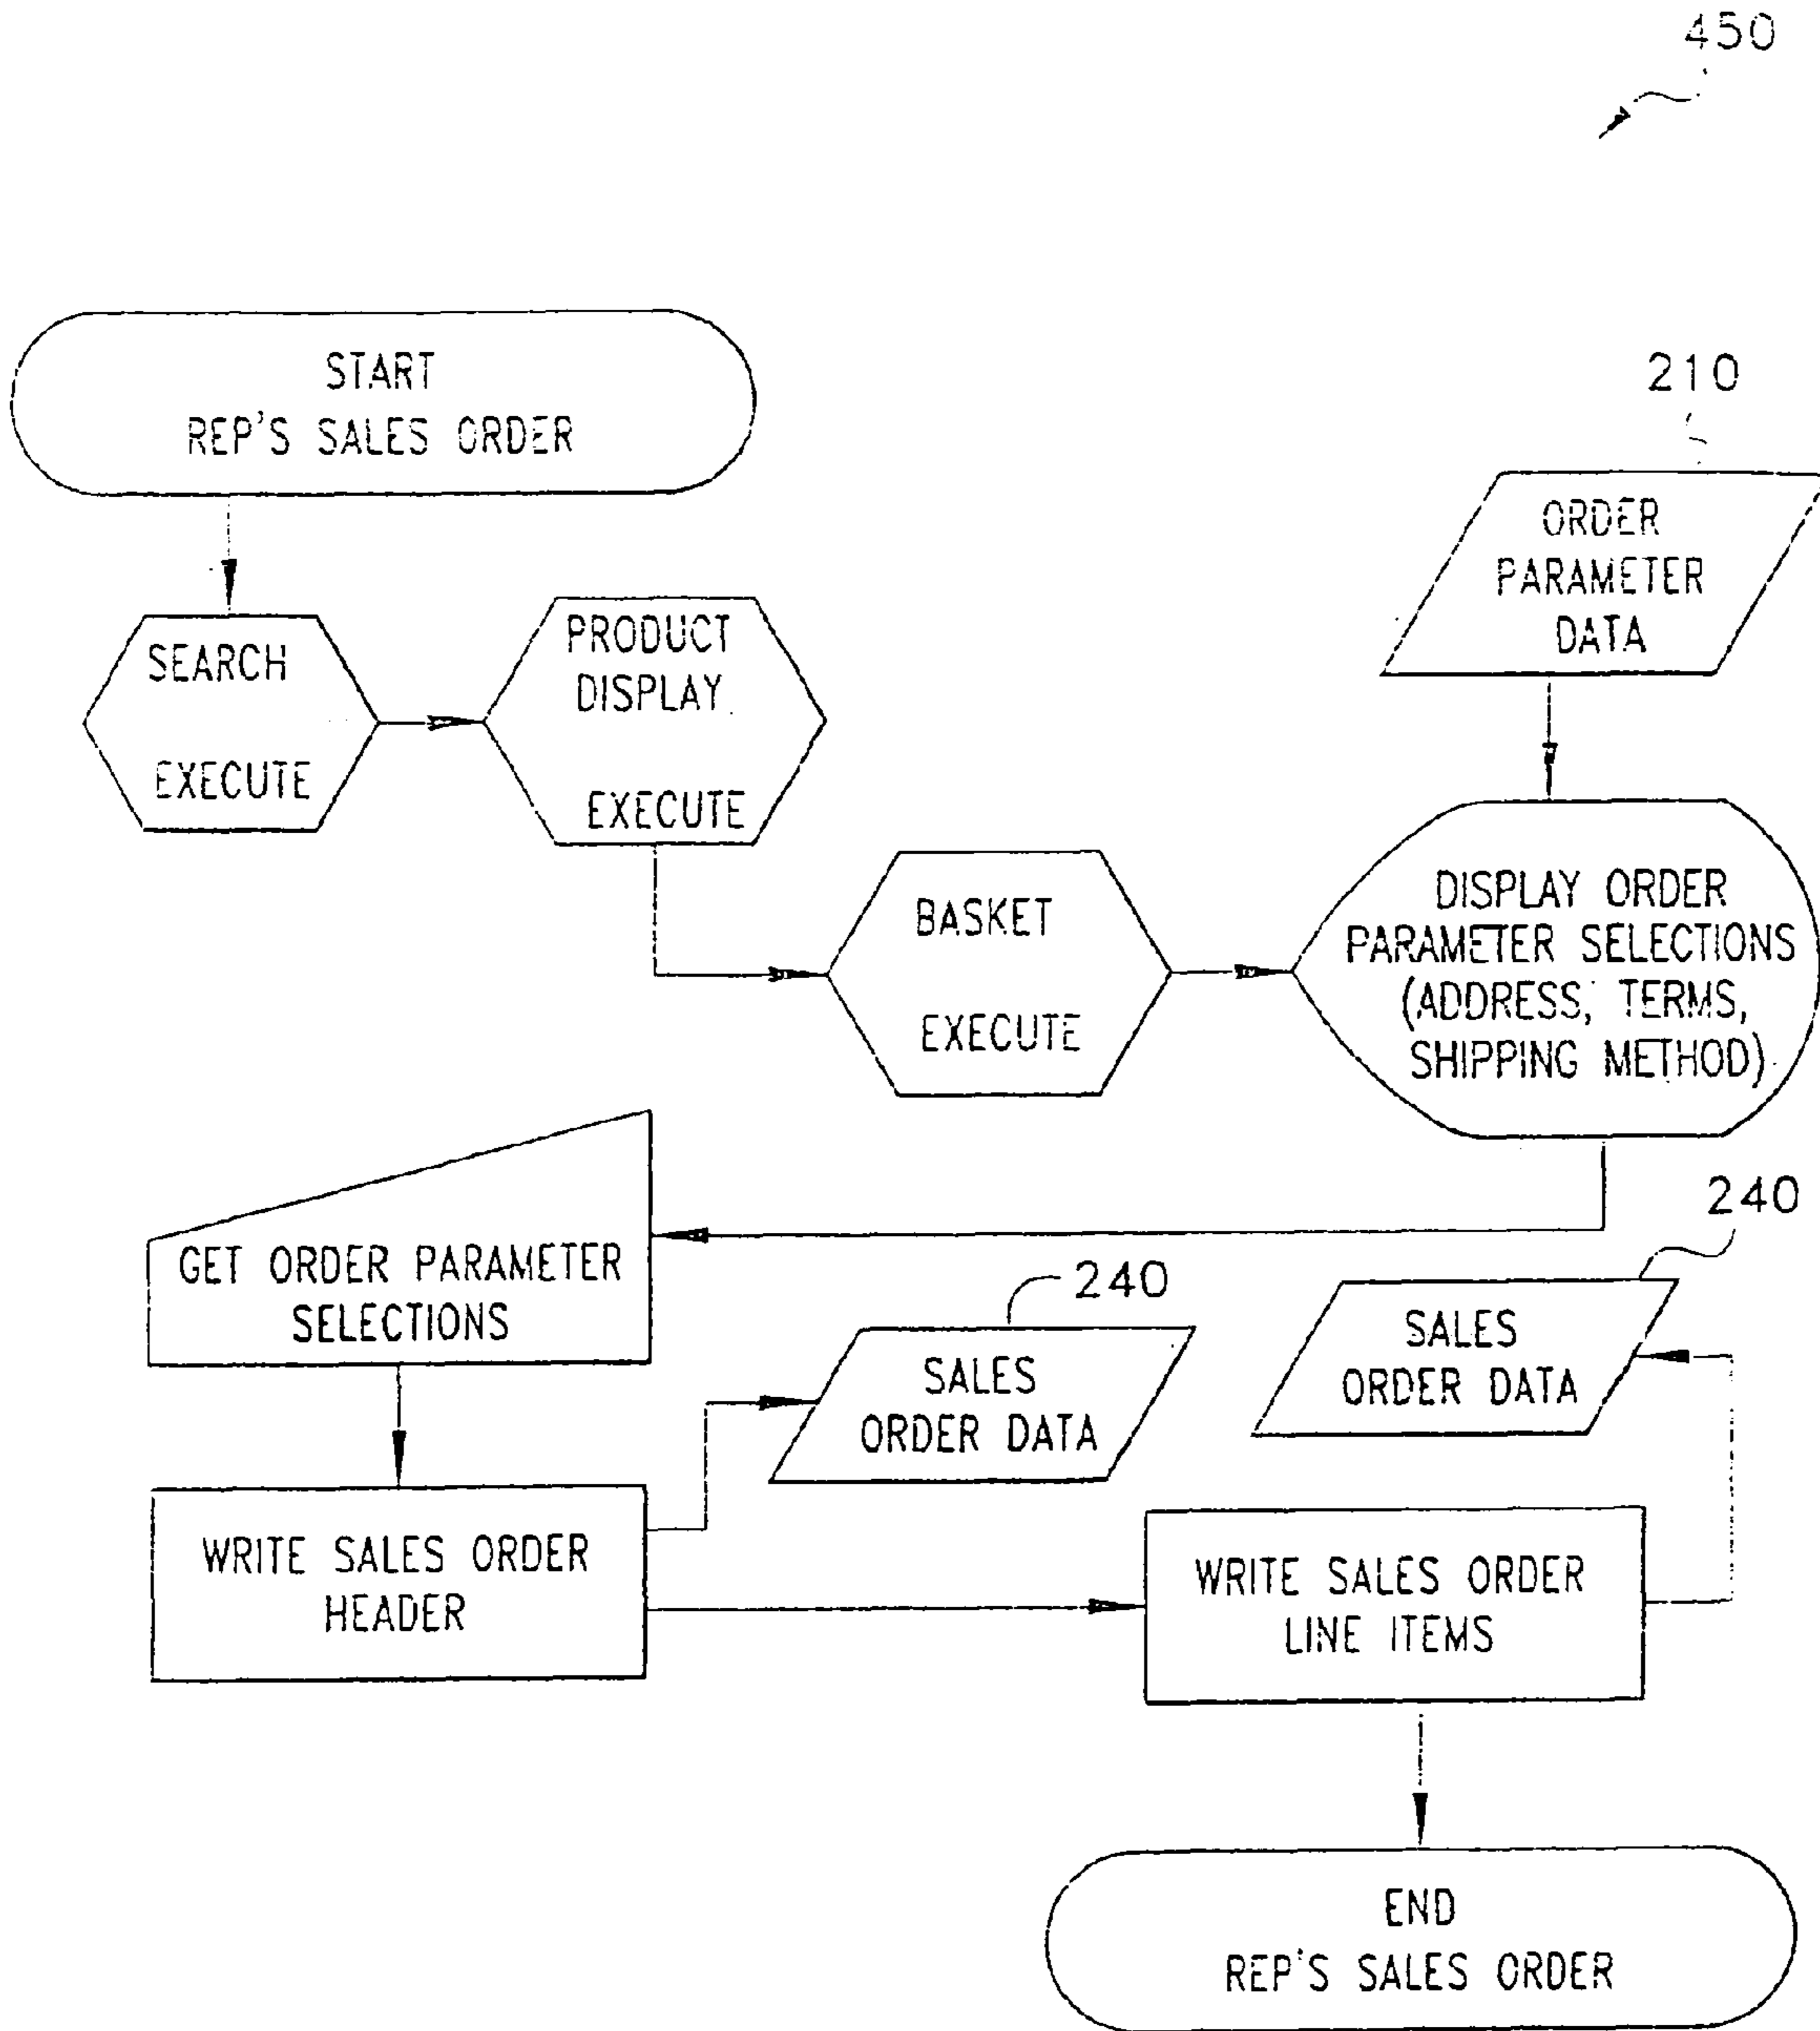 450
START
REP'S SALES ORDER
210
ORDER
PARAMETER
DATA
SEARCH
EXECUTE
PRODUCT
DISPLAY
EXECUTE
BASKET
EXECUTE
DISPLAY ORDER
PARAMETER SELECTIONS
(ADDRESS, TERMS,
SHIPPING METHOD)
GET ORDER PARAMETER
SELECTIONS
240
SALES
ORDER DATA
240
SALES
ORDER DATA
WRITE SALES ORDER
HEADER
WRITE SALES ORDER
LINE ITEMS
END
REP'S SALES ORDER